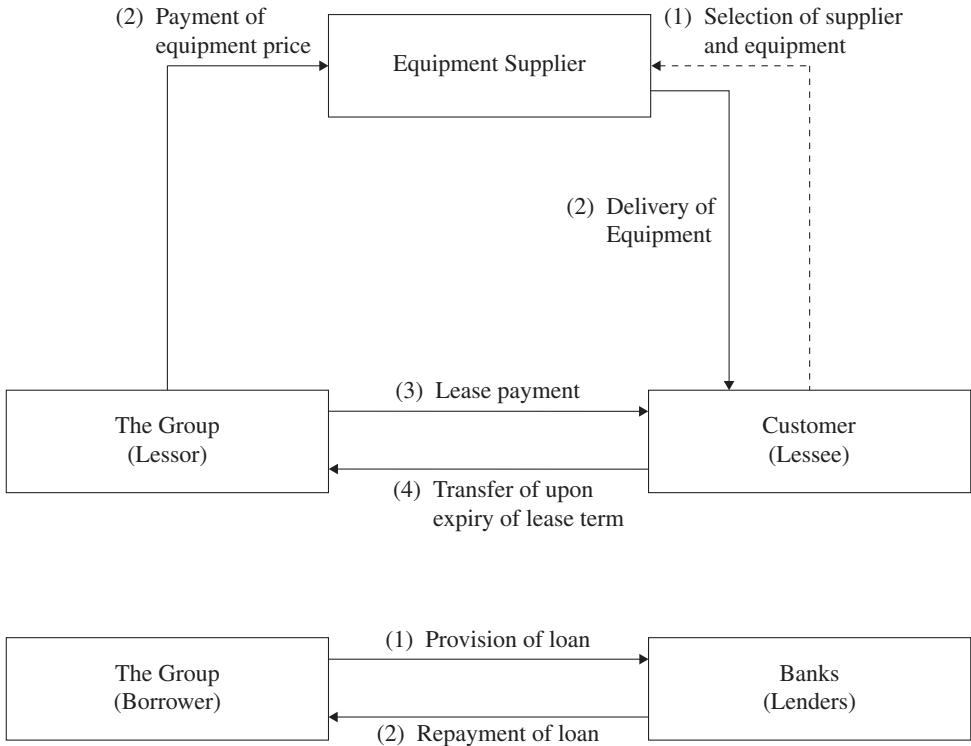 (2) Payment of
equipment price
(1) Selection of supplier
and equipment
Equipment Supplier
(2) Delivery of
Equipment
The Group
(Lessor)
(3) Lease payment
(4) Transfer of upon
expiry of lease term
Customer
(Lessee)
The Group
(Borrower)
(1) Provision of loan
(2) Repayment of loan
Banks
(Lenders)